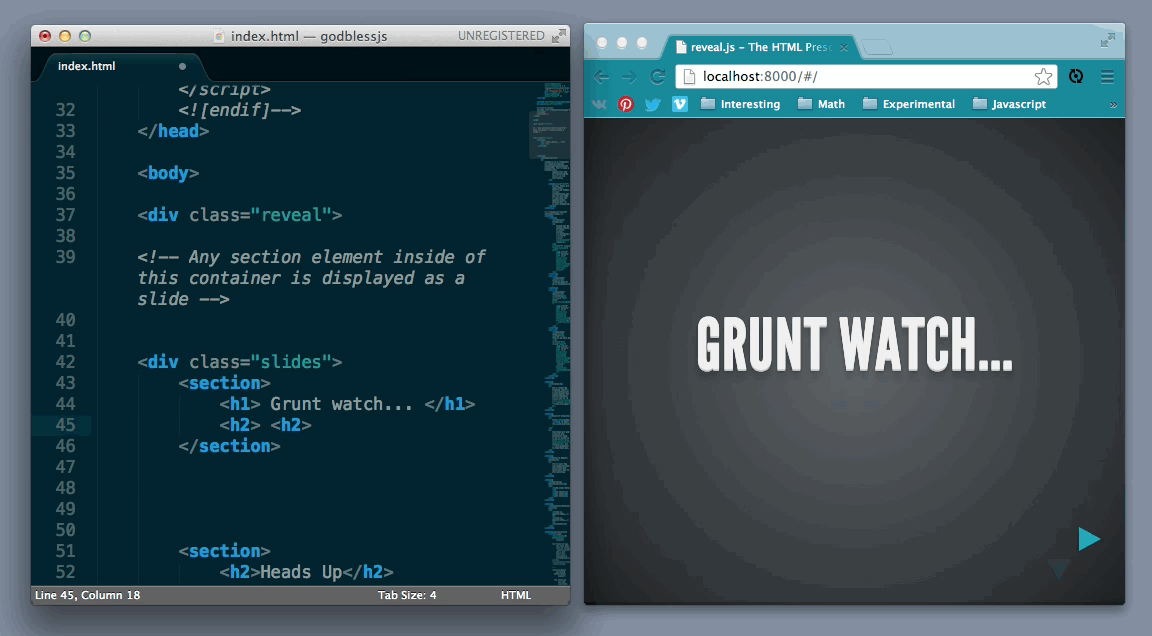 index.html — godblessjs
UNREGISTERED
index.html
</script>
32 <![endif]-->
33 </head>
34
35 <body>
36
37 <div class="reveal">
38
39 <!-- Any section element inside of
this container is displayed as a
slide -->
40
41
42 <div class="slides">
43 <section>
44 <h1> Grunt watch... </h1>
45 <h2> <h2>
46 </section>
47
48
49
50
51 <section>
52 <h2>Heads Up</h2>
Line 45, Column 18
Tab Size: 4
HTML
reveal.js – The HTML Pres
localhost:8000/#/
Interesting
Math
Experimental
Javascript
»
GRUNT WATCH...